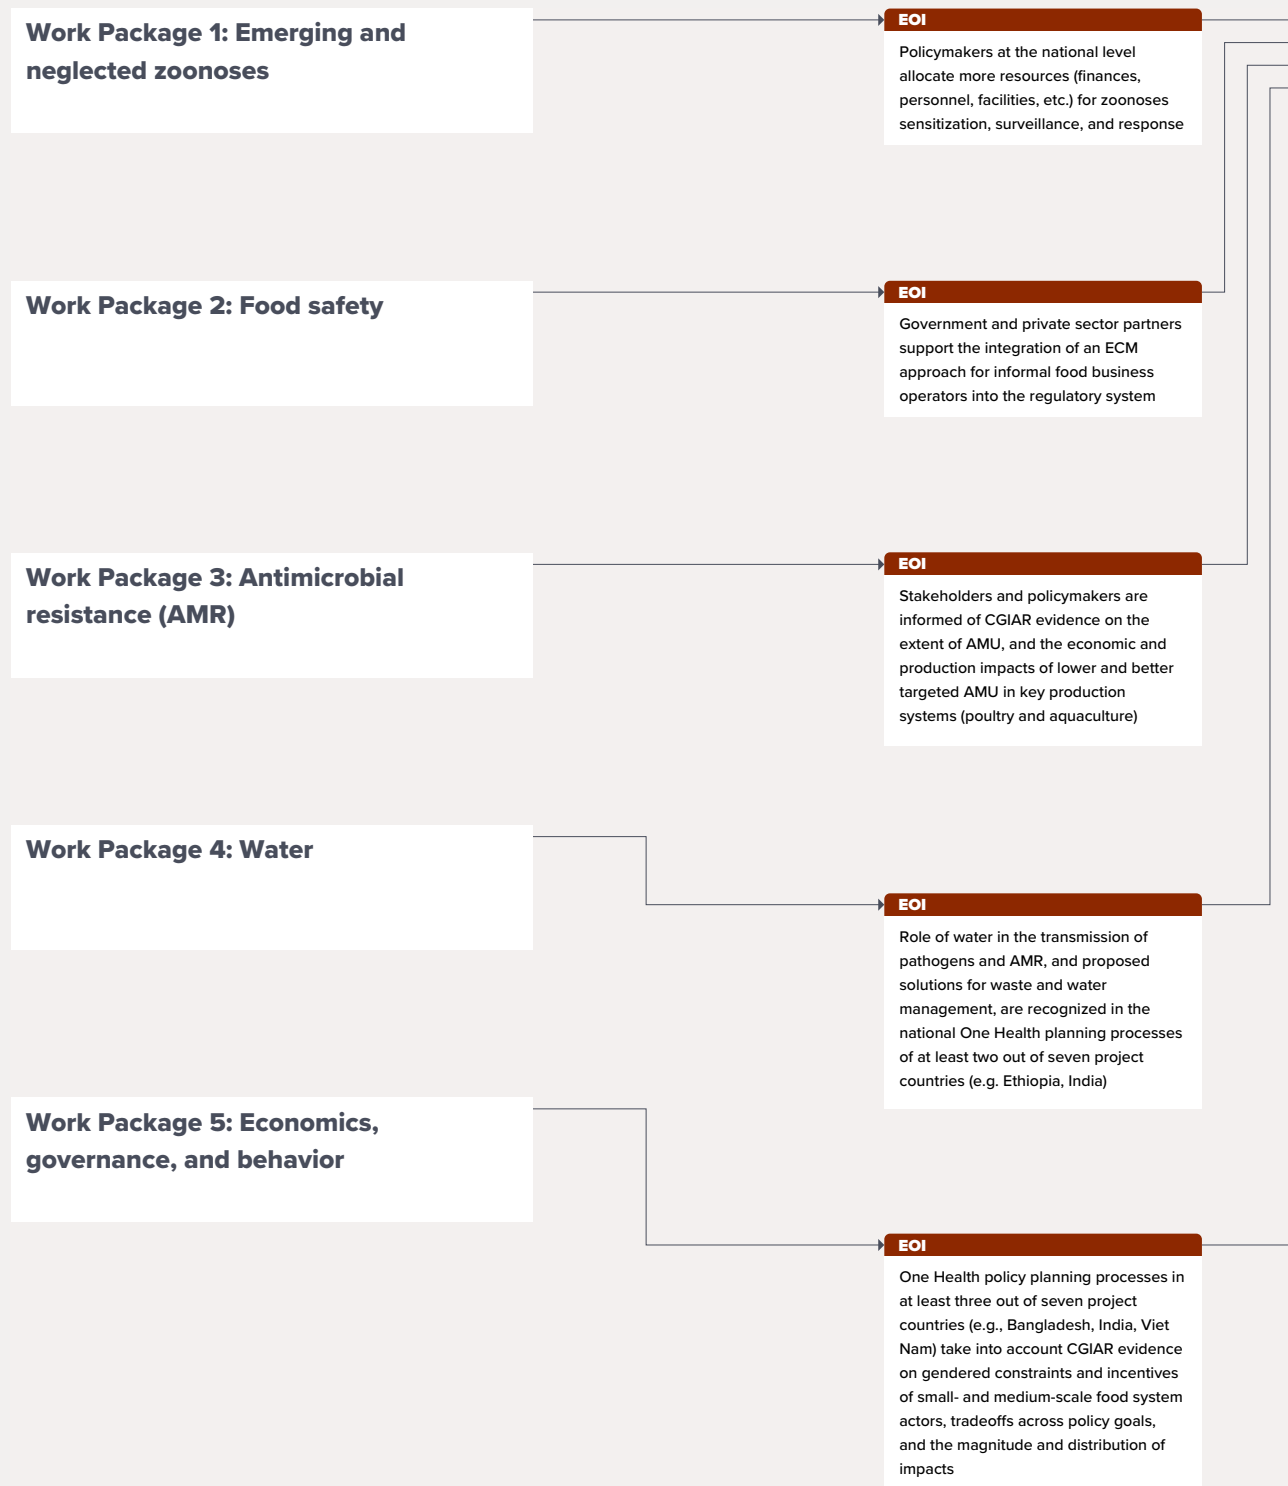 Work Package 1: Emerging and
neglected zoonoses
EOI
Policymakers at the national level
allocate more resources (finances,
personnel, facilities, etc.) for zoonoses
sensitization, surveillance, and response
Work Package 2: Food safety
EOI
Government and private sector partners
support the integration of an ECM
approach for informal food business
operators into the regulatory system
Work Package 3: Antimicrobial
resistance (AMR)
EOI
Stakeholders and policymakers are
informed of CGIAR evidence on the
extent of AMU, and the economic and
production impacts of lower and better
targeted AMU in key production
systems (poultry and aquaculture)
Work Package 4: Water
EOI
Role of water in the transmission of
pathogens and AMR, and proposed
solutions for waste and water
management, are recognized in the
national One Health planning processes
of at least two out of seven project
countries (e.g. Ethiopia, India)
Work Package 5: Economics,
governance, and behavior
EOI
One Health policy planning processes in
at least three out of seven project
countries (e.g., Bangladesh, India, Viet
Nam) take into account CGIAR evidence
on gendered constraints and incentives
of small- and medium-scale food system
actors, tradeoffs across policy goals,
and the magnitude and distribution of
impacts